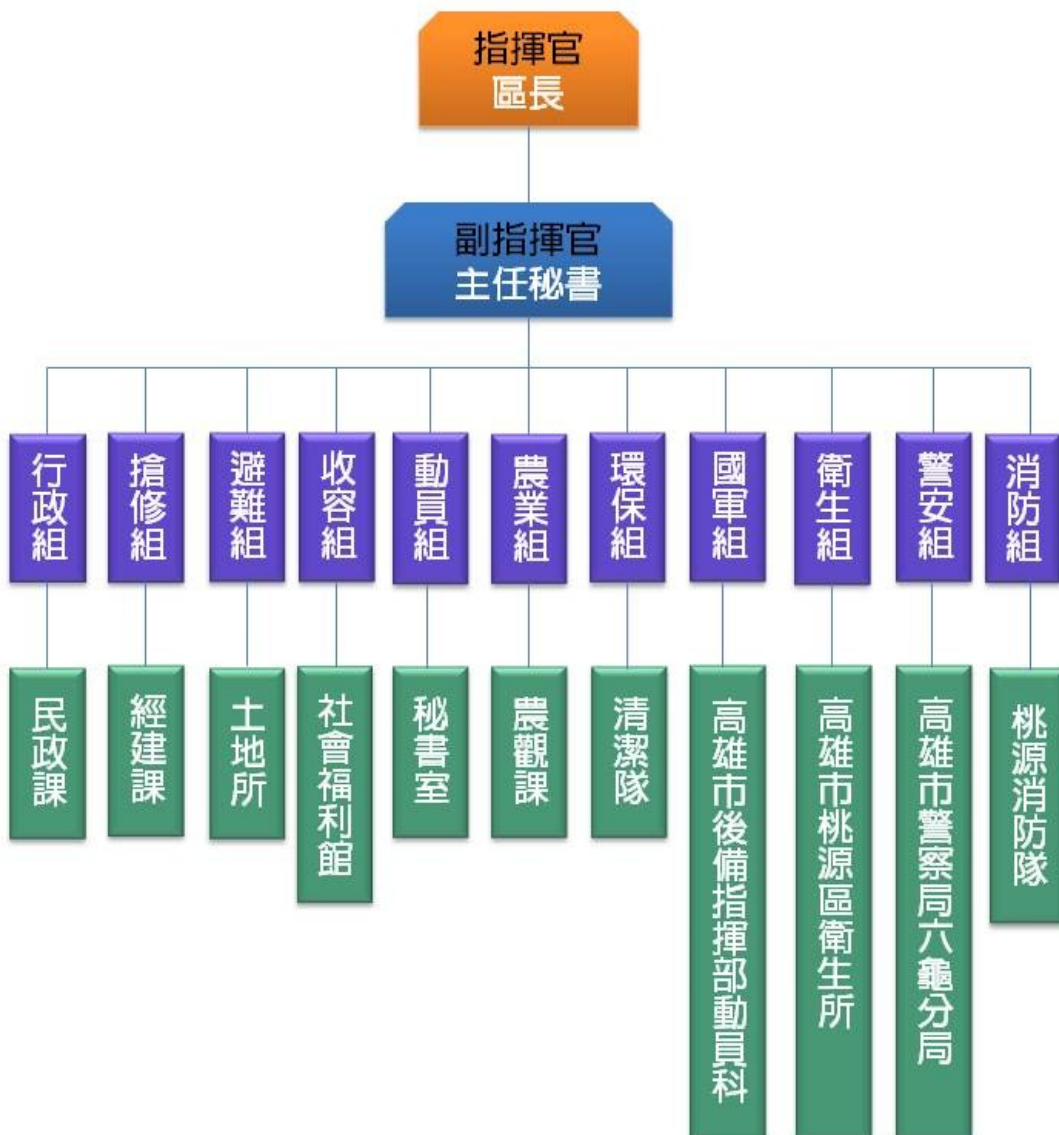 指揮官
區長
副指揮官
主任秘書
行政組
搶修組
避難組
收容組
動員組
農業組
環保組
國軍組
衛生組
警安組
消防組
民政課
經建課
土地所
社會福利館
秘書室
農觀課
清潔隊
高雄市後備指揮部動員科
高雄市桃源區衛生所
高雄市警察局六龜分局
桃源消防隊